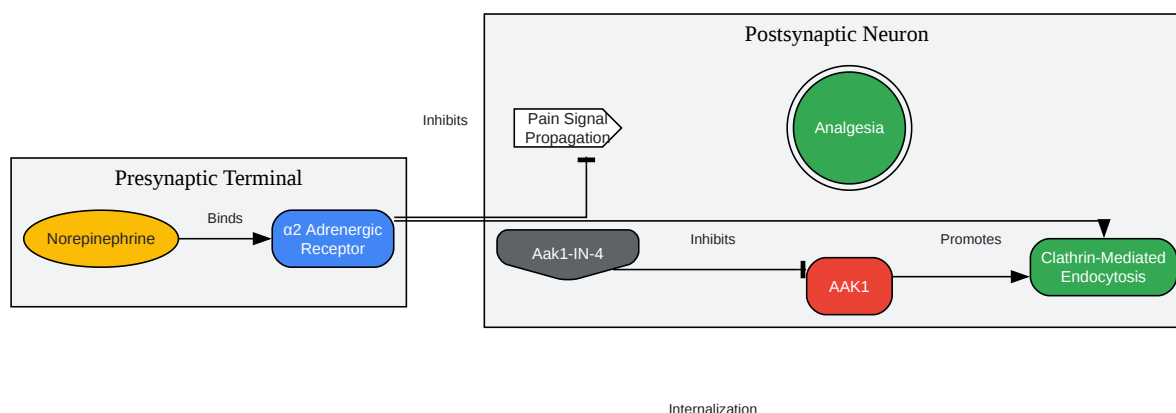 Postsynaptic Neuron
Pain Signal
Propagation
Analgesia
Inhibits
Presynaptic Terminal
Norepinephrine
Binds
α2 Adrenergic
Receptor
Aak1-IN-4
Inhibits
AAK1
Promotes
Clathrin-Mediated
Endocytosis
Internalization